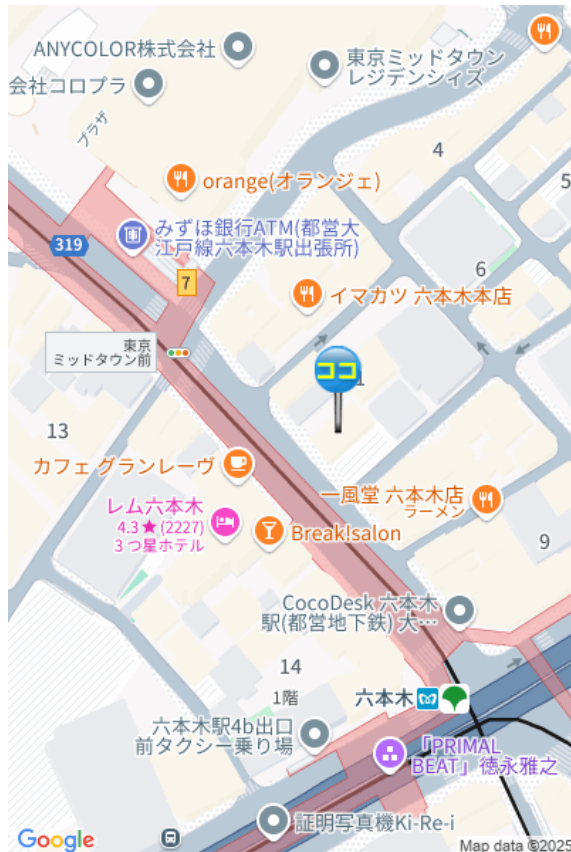 ANYCOLOR株式会社
会社コロプラ
東京ミッドタウン
レジデンシィズ
プラザ
4
5
orange(オランジェ)
319
みずほ銀行ATM(都営大
江戸線六本木駅出張所)
7
6
イマカツ 六本木本店
東京
ミッドタウン前
ココ
1
13
カフェ グランレーヴ
一風堂 六本木店
ラーメン
レム六本木
4.3★(2227)
3 つ星ホテル
Break!salon
9
CocoDesk 六本木
駅(都営地下鉄) 大…
14
1階
六本木
六本木駅4b出口
前タクシー乗り場
「PRIMAL
BEAT」徳永雅之
証明写真機Ki-Re-i
Google
Map data ©2025